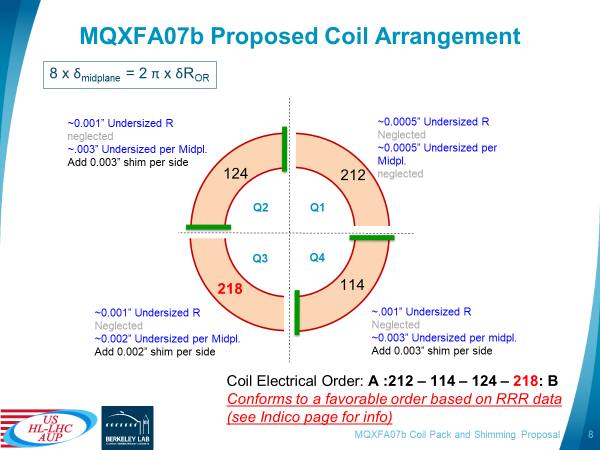 MQXFA07b Proposed Coil Arrangement
8 x δmidplane = 2 π x δROR
~0.001” Undersized R
neglected
~.003” Undersized per Midpl.
Add 0.003” shim per side
~0.0005” Undersized R
Neglected
~0.0005” Undersized per
Midpl.
neglected
124
212
Q2
Q1
Q3
Q4
218
114
~0.001” Undersized R
Neglected
~0.002” Undersized per Midpl.
Add 0.002” shim per side
~.001” Undersized R
Neglected
~0.003” Undersized per midpl.
Add 0.003” shim per side
Coil Electrical Order: A :212 – 114 – 124 – 218: B
Conforms to a favorable order based on RRR data
(see Indico page for info)
US
HL-LHC
AUP
BERKELEY LAB
MQXFA07b Coil Pack and Shimming Proposal
8